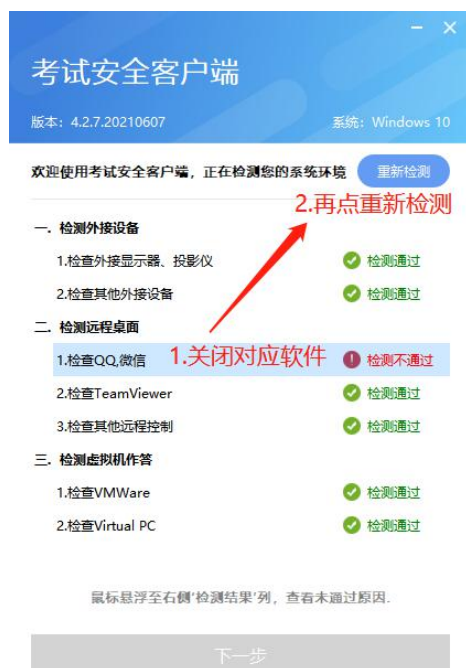 考试安全客户端
版本：4.2.7.20210607 系统：Windows 10
欢迎使用考试安全客户端，正在检测您的系统环境 重新检测
2.再点重新检测
一. 检测外接设备
1.检查外接显示器、投影仪 检测通过
2.检查其他外接设备 检测通过
二. 检测远程桌面
1.检查QQ,微信 1.关闭对应软件 检测不通过
2.检查TeamViewer 检测通过
3.检查其他远程控制 检测通过
三. 检测虚拟机作答
1.检查VMWare 检测通过
2.检查Virtual PC 检测通过
鼠标悬浮至右侧'检测结果'列，查看未通过原因.
下一步